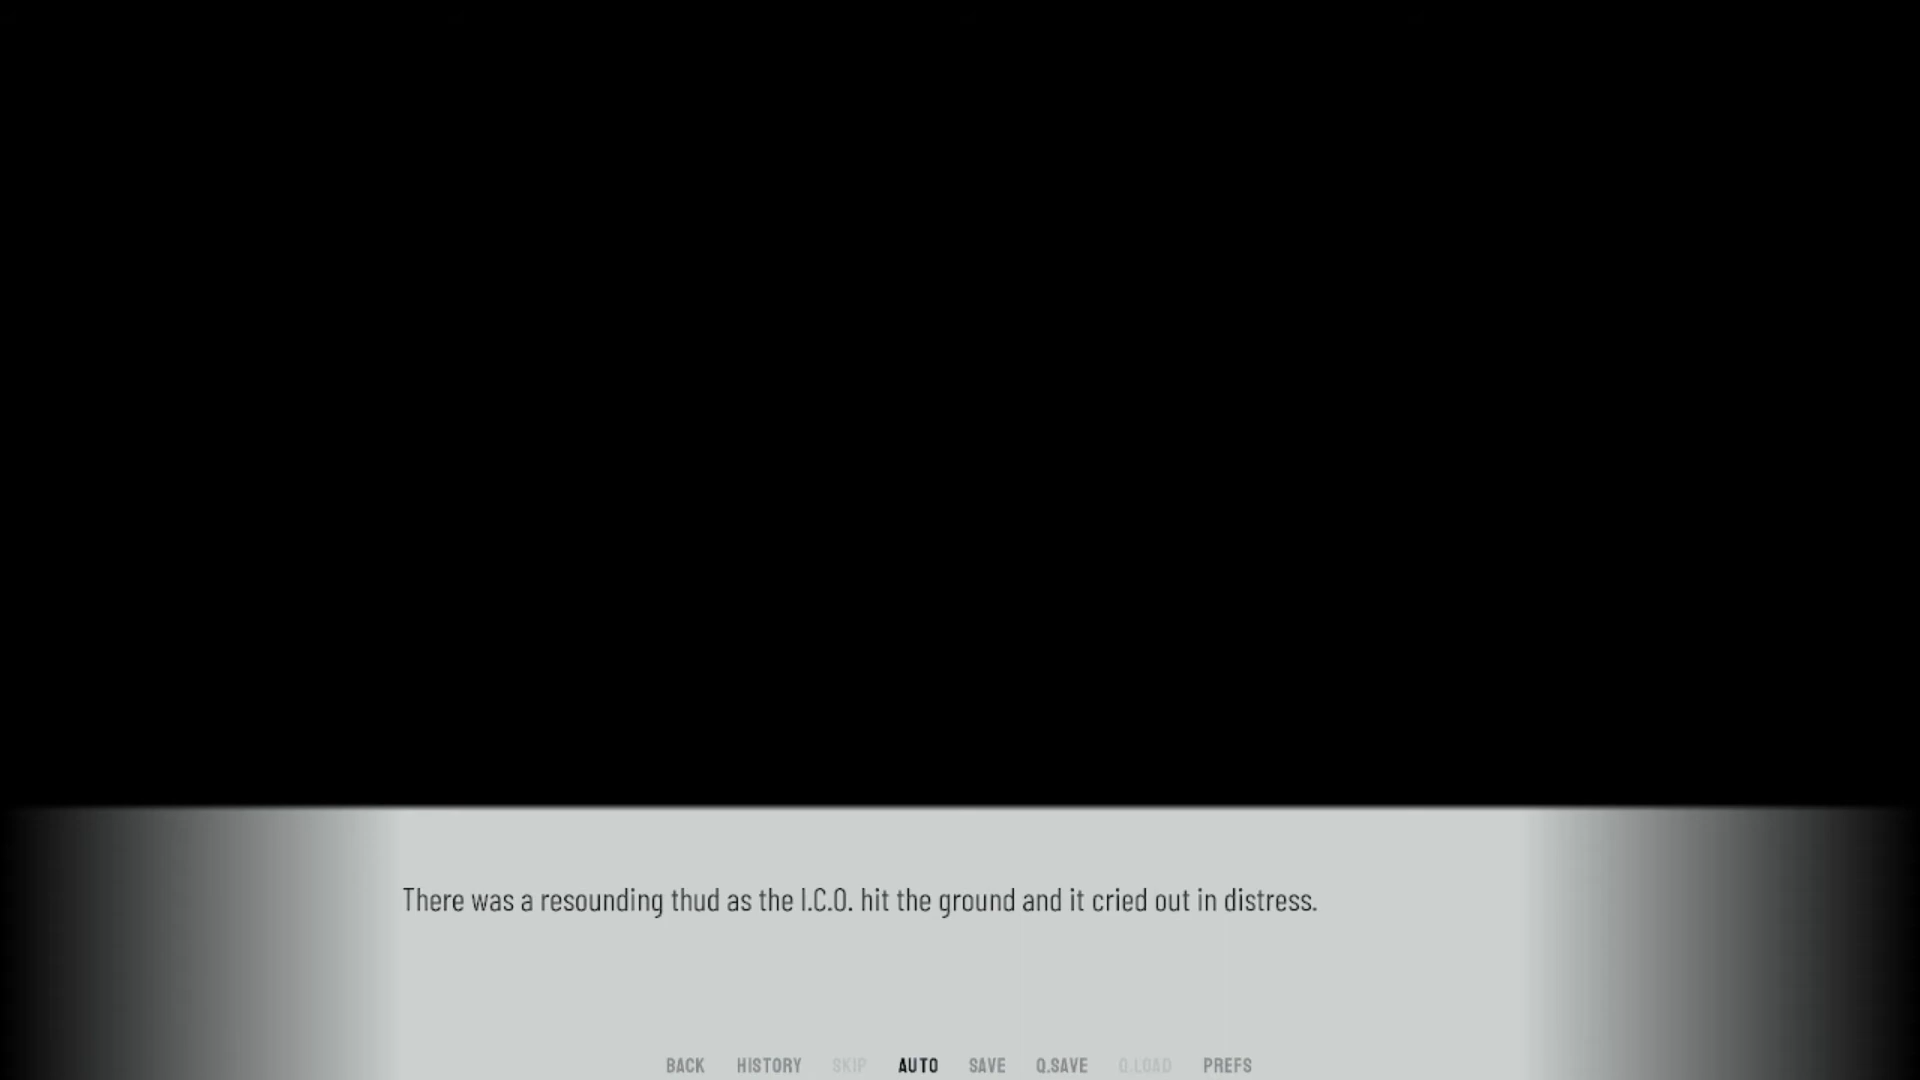 There was a resounding thud as the I.C.O. hit the ground and it cried out in distress.
BACK HISTORY SKIP AUTO SAVE Q.SAVE Q.LOAD PREFS